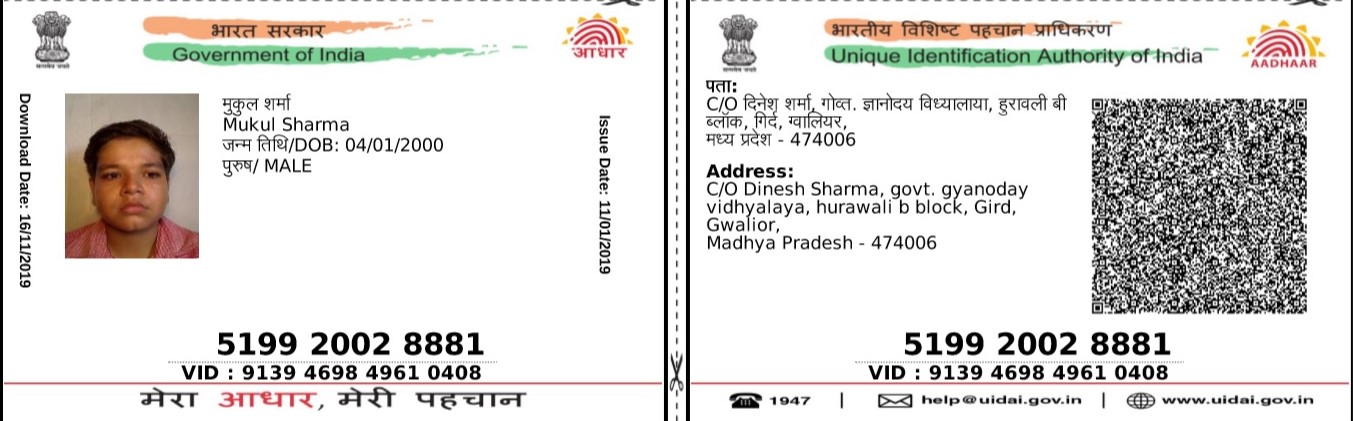 भारत सरकार
Government of India
आधार
Download Date: 16/11/2019
मुकुल शर्मा
Mukul Sharma
जन्म तिथि/DOB: 04/01/2000
पुरुष/ MALE
Issue Date: 11/01/2019
5199 2002 8881
VID : 9139 4698 4961 0408
मेरा आधार, मेरी पहचान
भारतीय विशिष्ट पहचान प्राधिकरण
Unique Identification Authority of India
AADHAAR
पता:
C/O दिनेश शर्मा, गोव्त. ज्ञानोदय विध्यालाया, हुरावली बी
ब्लॉक, गिर्द, ग्वालियर,
मध्य प्रदेश - 474006
Address:
C/O Dinesh Sharma, govt. gyanoday
vidhyalaya, hurawali b block, Gird,
Gwalior,
Madhya Pradesh - 474006
5199 2002 8881
VID : 9139 4698 4961 0408
1947 | help@uidai.gov.in | www.uidai.gov.in